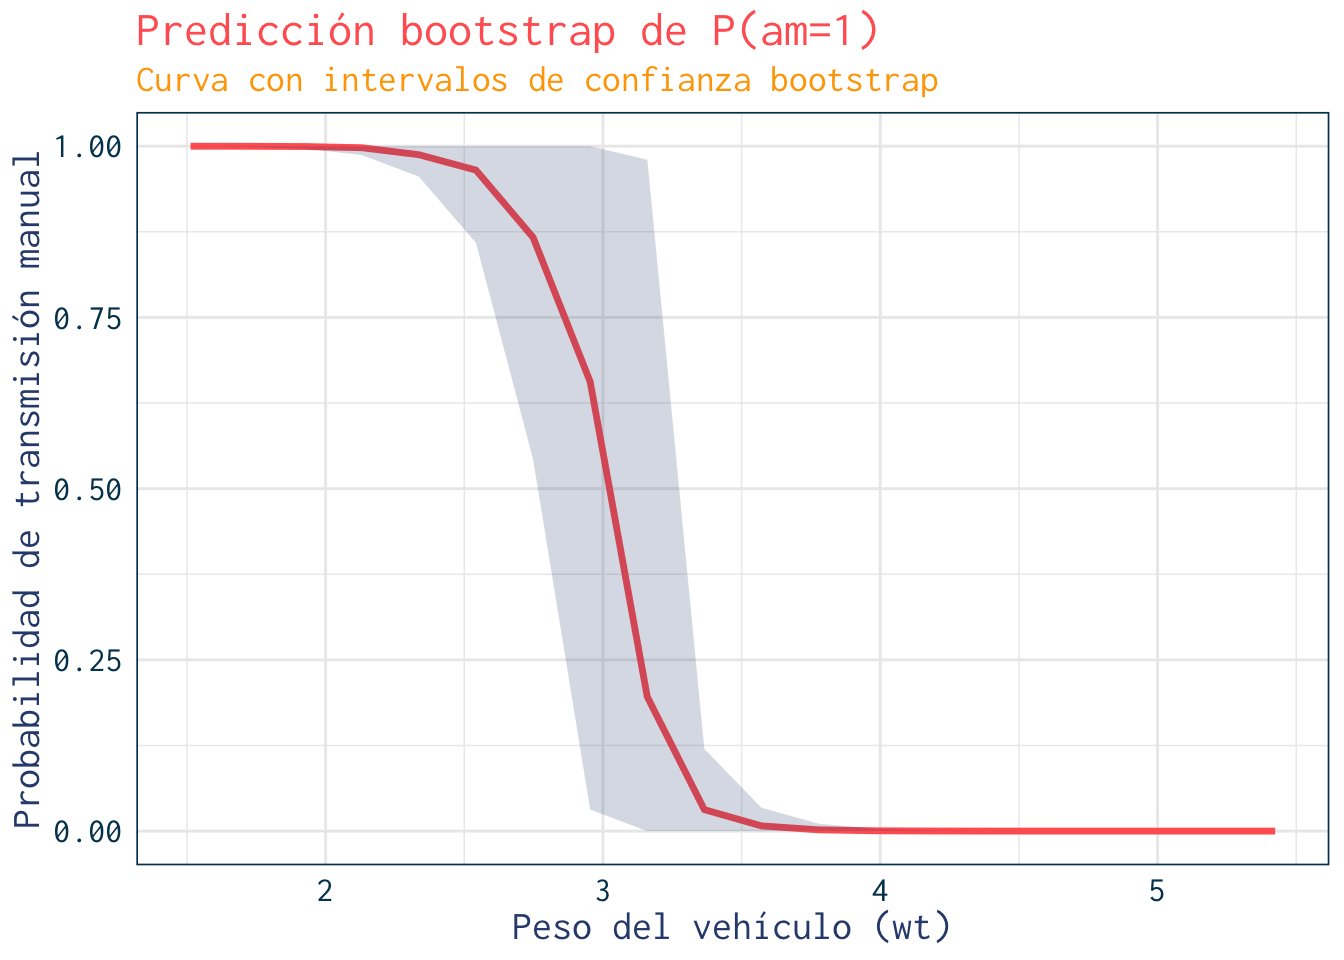 Predicción bootstrap de P(am=1)
Curva con intervalos de confianza bootstrap
Probabilidad de transmisión manual
1.00
0.75
0.50
0.25
0.00
2 3 4 5
Peso del vehículo (wt)